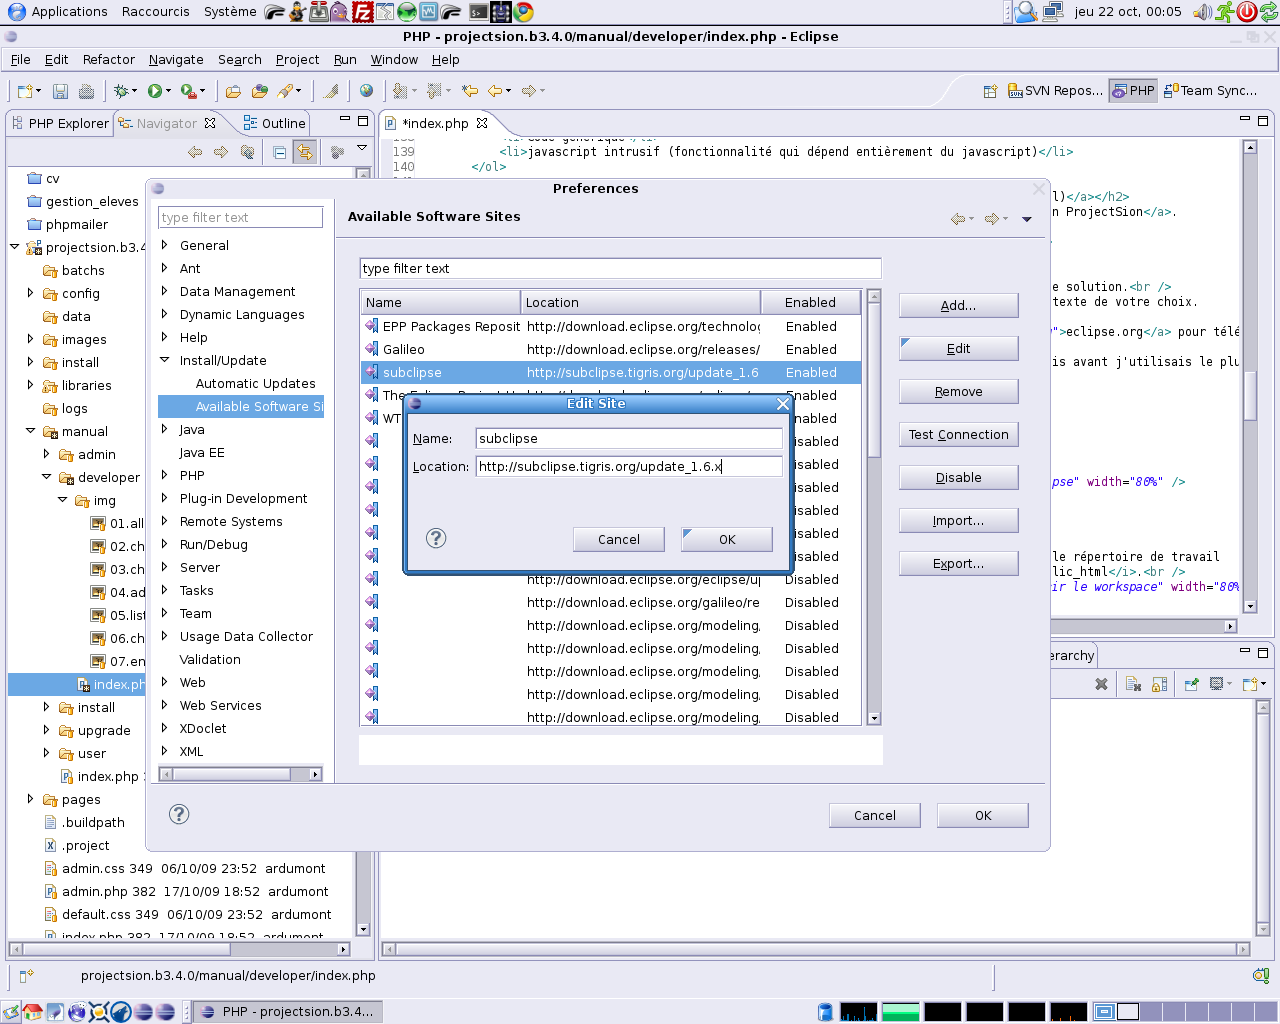 Applications Raccourcis Système
jeu 22 oct, 00:05
PHP - projectsion.b3.4.0/manual/developer/index.php - Eclipse
File Edit Refactor Navigate Search Project Run Window Help
SVN Repos... PHP Team Sync...
PHP Explorer Navigator Outline
*index.php
cv
gestion_eleves
phpmailer
projectsion.b3.4
batchs
config
data
images
install
libraries
logs
manual
admin
developer
img
01.all
02.ch
03.ch
04.ad
05.list
06.ch
07.en
index.ph
install
upgrade
user
index.php
pages
.buildpath
.project
admin.css 349 06/10/09 23:52 ardumont
admin.php 382 17/10/09 18:52 ardumont
default.css 349 06/10/09 23:52 ardumont
index.php 382 17/10/09 18:52 ardumont
138 <li>code générique</li>
139 <li>javascript intrusif (fonctionnalité qui dépend entièrement du javascript)</li>
140 </ol>
l)</a></h2>
n ProjectSion</a>.
e solution.<br />
texte de votre choix.
">eclipse.org</a> pour télé
is avant j'utilisais le plu
pse" width="80%" />
le répertoire de travail
lic_html</i>.<br />
ir le workspace" width="80%
erarchy
Preferences
type filter text
General
Ant
Data Management
Dynamic Languages
Help
Install/Update
Automatic Updates
Available Software Si
Java
Java EE
PHP
Plug-in Development
Remote Systems
Run/Debug
Server
Tasks
Team
Usage Data Collector
Validation
Web
Web Services
XDoclet
XML
Available Software Sites
type filter text
Name Location Enabled
EPP Packages Reposit http://download.eclipse.org/technolog Enabled
Galileo http://download.eclipse.org/releases/ Enabled
subclipse http://subclipse.tigris.org/update_1.6 Enabled
The
WT nabled
isabled
isabled
isabled
isabled
isabled
isabled
http://download.eclipse.org/eclipse/up Disabled
http://download.eclipse.org/galileo/re Disabled
http://download.eclipse.org/modeling, Disabled
http://download.eclipse.org/modeling, Disabled
http://download.eclipse.org/modeling, Disabled
http://download.eclipse.org/modeling, Disabled
http://download.eclipse.org/modeling, Disabled
Add...
Edit
Remove
Test Connection
Disable
Import...
Export...
Cancel OK
Edit Site
Name: subclipse
Location: http://subclipse.tigris.org/update_1.6.x
Cancel OK
projectsion.b3.4.0/manual/developer/index.php
PHP - projectsion.b3.4...